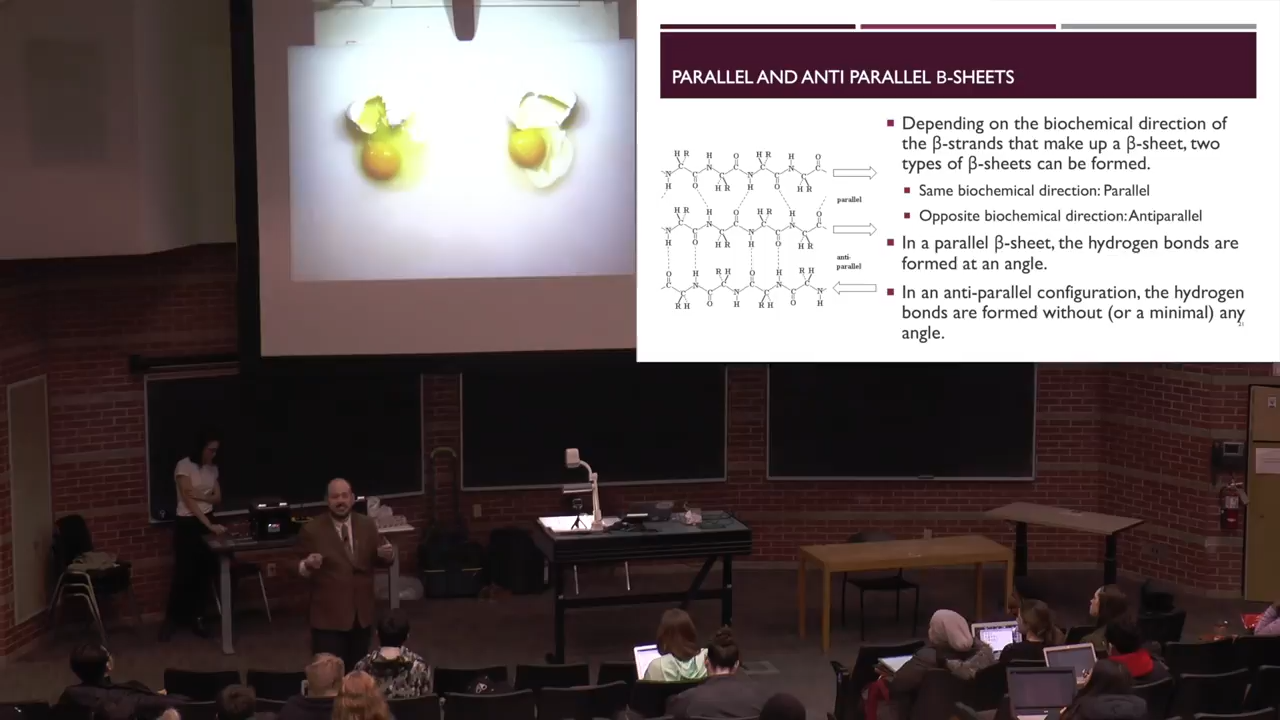 PARALLEL AND ANTI PARALLEL B-SHEETS
Depending on the biochemical direction of
the β-strands that make up a β-sheet, two
types of β-sheets can be formed.
Same biochemical direction: Parallel
Opposite biochemical direction: Antiparallel
In a parallel β-sheet, the hydrogen bonds are
formed at an angle.
In an anti-parallel configuration, the hydrogen
bonds are formed without (or a minimal) any
angle.
parallel
anti-
parallel